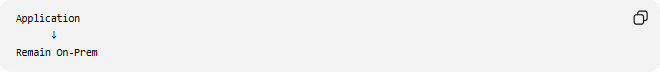 Application
↓
Remain On-Prem